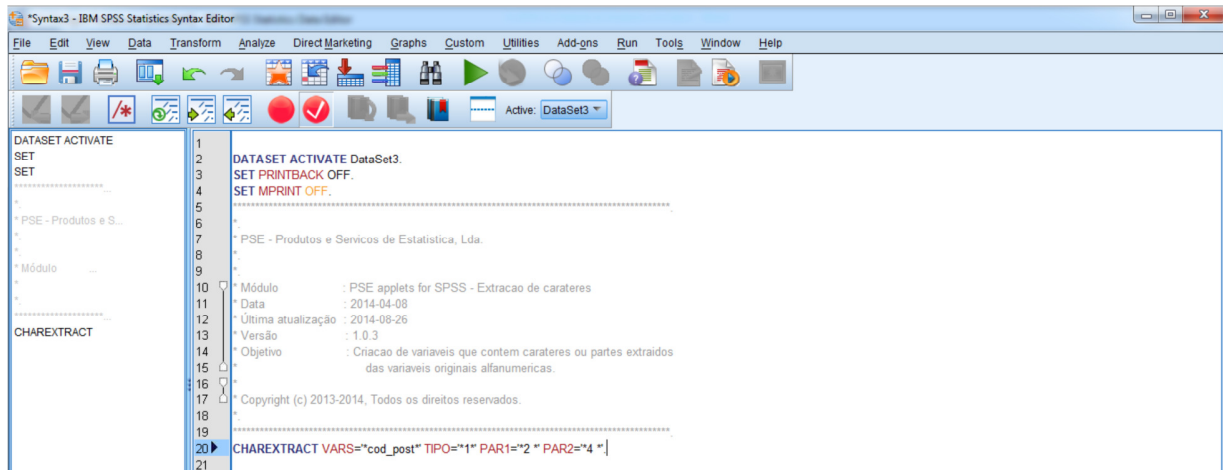 *Syntax3 - IBM SPSS Statistics Syntax Editor
File Edit View Data Transform Analyze Direct Marketing Graphs Custom Utilities Add-ons Run Tools Window Help
Active: DataSet3
DATASET ACTIVATE
SET
SET
*********************...
*.
* PSE - Produtos e S...
*.
*.
* Módulo ...
*
*.
*********************...
CHAREXTRACT
1
2 DATASET ACTIVATE DataSet3.
3 SET PRINTBACK OFF.
4 SET MPRINT OFF.
5 ****************************************************************************************************.
6 *.
7 * PSE - Produtos e Servicos de Estatistica, Lda.
8 *.
9 *.
10 * Módulo : PSE applets for SPSS - Extracao de carateres
11 * Data : 2014-04-08
12 * Última atualização : 2014-08-26
13 * Versão : 1.0.3
14 * Objetivo : Criacao de variaveis que contem carateres ou partes extraidos
15 * das variaveis originais alfanumericas.
16 *
17 * Copyright (c) 2013-2014, Todos os direitos reservados.
18 *.
19 ****************************************************************************************************.
20 CHAREXTRACT VARS='*cod_post*' TIPO='*1*' PAR1='*2 *' PAR2='*4 *'.
21